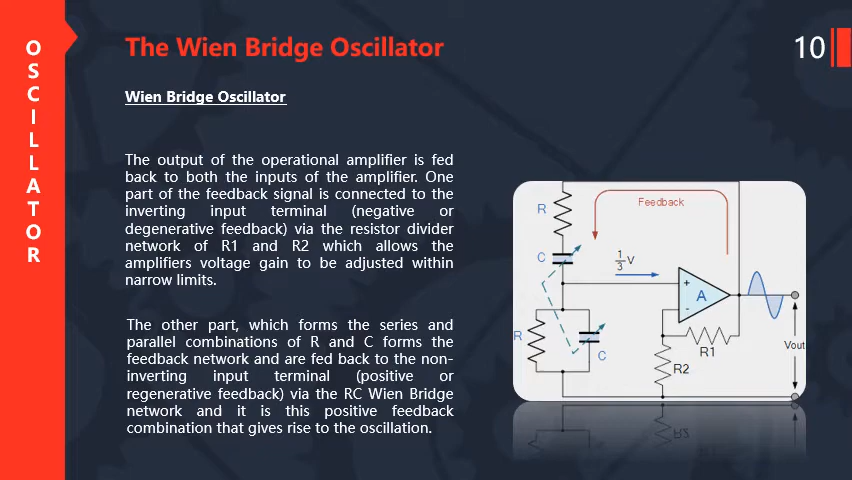 OSCILLATOR
The Wien Bridge Oscillator
10
Wien Bridge Oscillator
The output of the operational amplifier is fed
back to both the inputs of the amplifier. One
part of the feedback signal is connected to the
inverting input terminal (negative or
degenerative feedback) via the resistor divider
network of R1 and R2 which allows the
amplifiers voltage gain to be adjusted within
narrow limits.
The other part, which forms the series and
parallel combinations of R and C forms the
feedback network and are fed back to the non-
inverting input terminal (positive or
regenerative feedback) via the RC Wien Bridge
network and it is this positive feedback
combination that gives rise to the oscillation.
R
Feedback
C
1/3 V
+
A
-
R
C
R1
R2
Vout